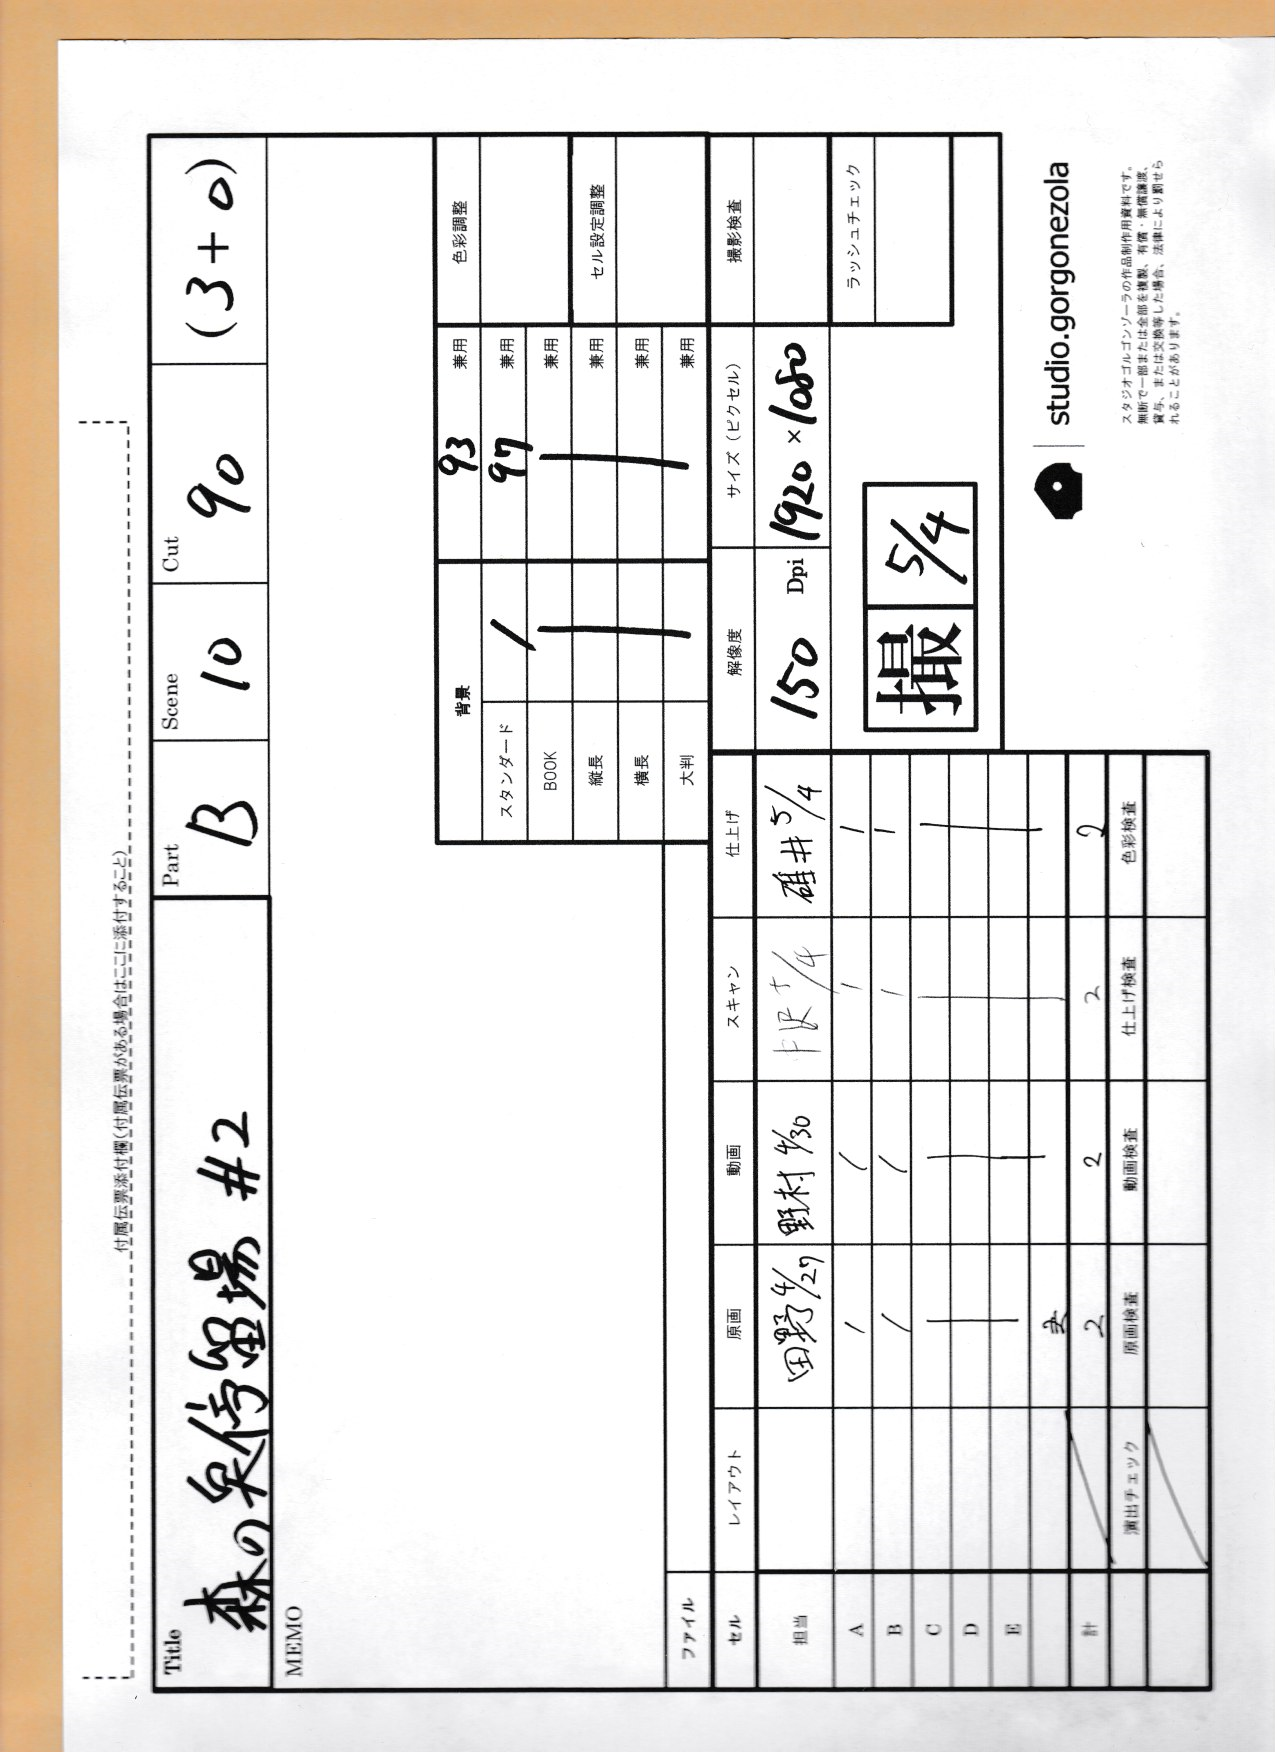 付属伝票添付欄(付属伝票がある場合はここに添付すること)
Title 森の泉停留場 #2
Part B
Scene 10
Cut 90
(3+0)
MEMO
背景 93 兼用 色彩調整
スタンダード / 97 兼用
BOOK 兼用
縦長 兼用 セル設定調整
横長 兼用
大判 兼用
ファイル
解像度 サイズ(ピクセル) 撮影検査
150 Dpi 1920×1080
ラッシュチェック
撮 5/4
セル レイアウト 原画 動画 スキャン 仕上げ
担当 田野 4/27 野村 4/30 5/4 碓井 5/4
A / / / /
B / / / /
C
D
E
計 2 2 2 2
演出チェック 原画検査 動画検査 仕上げ検査 色彩検査
studio.gorgonezola
スタジオゴルゴンゾーラの作品制作用資料です。
無断で一部または全部を複製、有償・無償譲渡、
貸与、または交換等した場合、法律により罰せら
れることがあります。